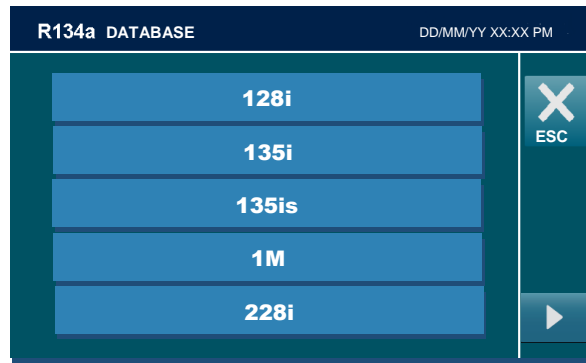 R134a DATABASE DD/MM/YY XX:XX PM
128i
ESC
135i
135is
1M
228i